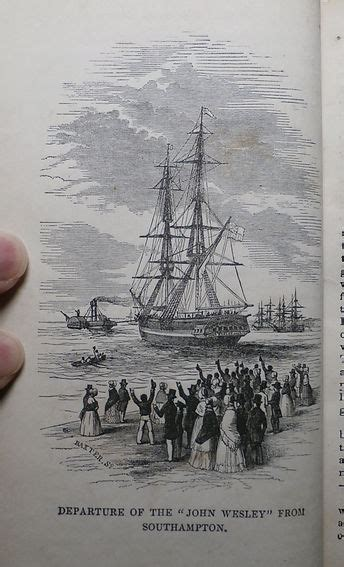 BAXTER Sc
DEPARTURE OF THE "JOHN WESLEY" FROM
SOUTHAMPTON.